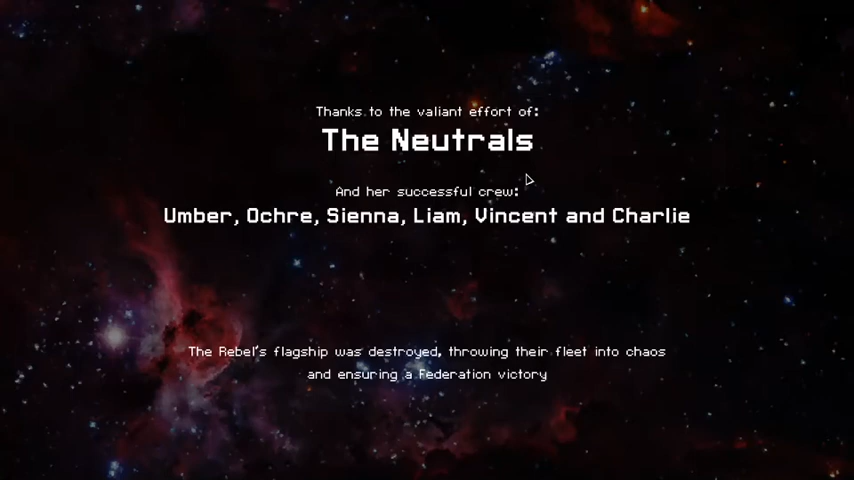 Thanks to the valiant effort of:
The Neutrals
And her successful crew:
Umber, Ochre, Sienna, Liam, Vincent and Charlie
The Rebel's flagship was destroyed, throwing their fleet into chaos
and ensuring a Federation victory